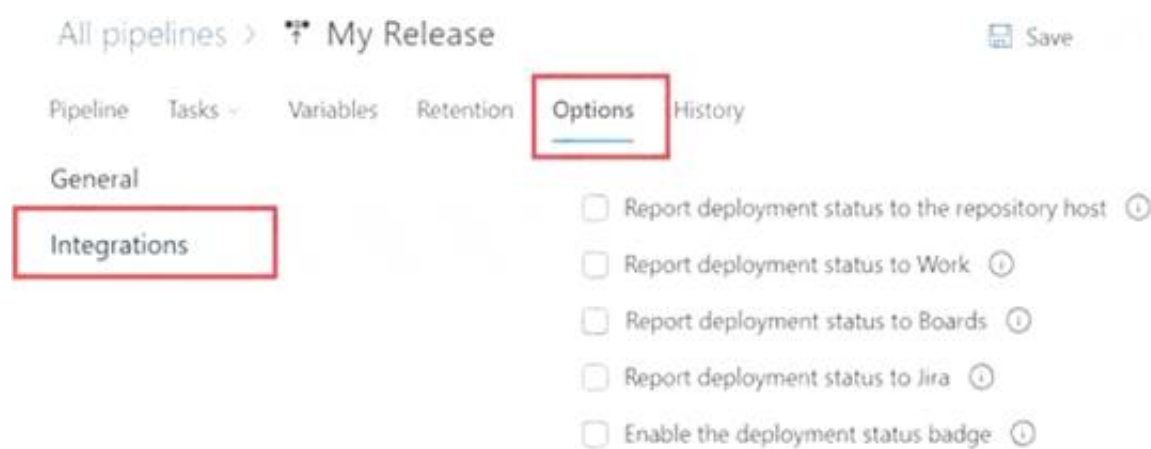 All pipelines > My Release Save
Pipeline Tasks Variables Retention Options History
General
Integrations
Report deployment status to the repository host
Report deployment status to Work
Report deployment status to Boards
Report deployment status to Jira
Enable the deployment status badge